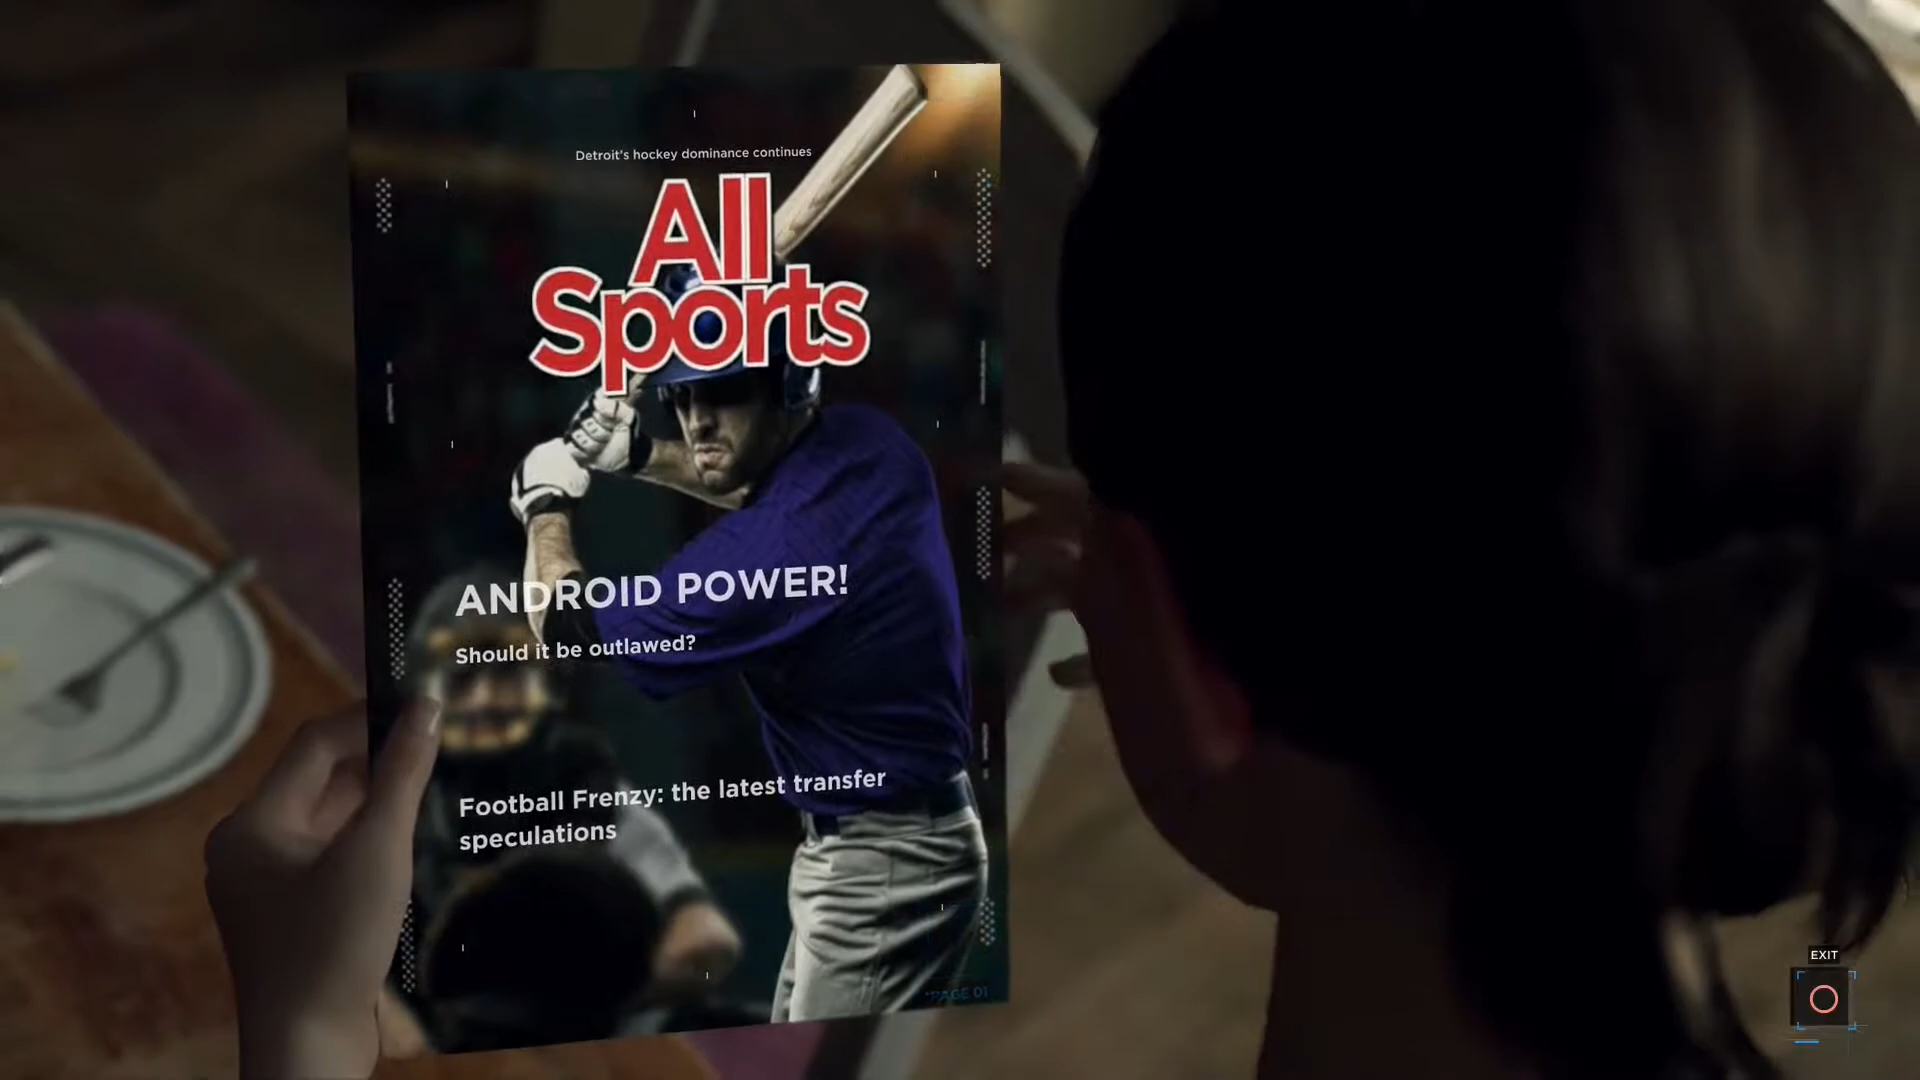 Detroit's hockey dominance continues
All
Sports
ANDROID POWER!
Should it be outlawed?
Football Frenzy: the latest transfer
speculations
PAGE 01
EXIT